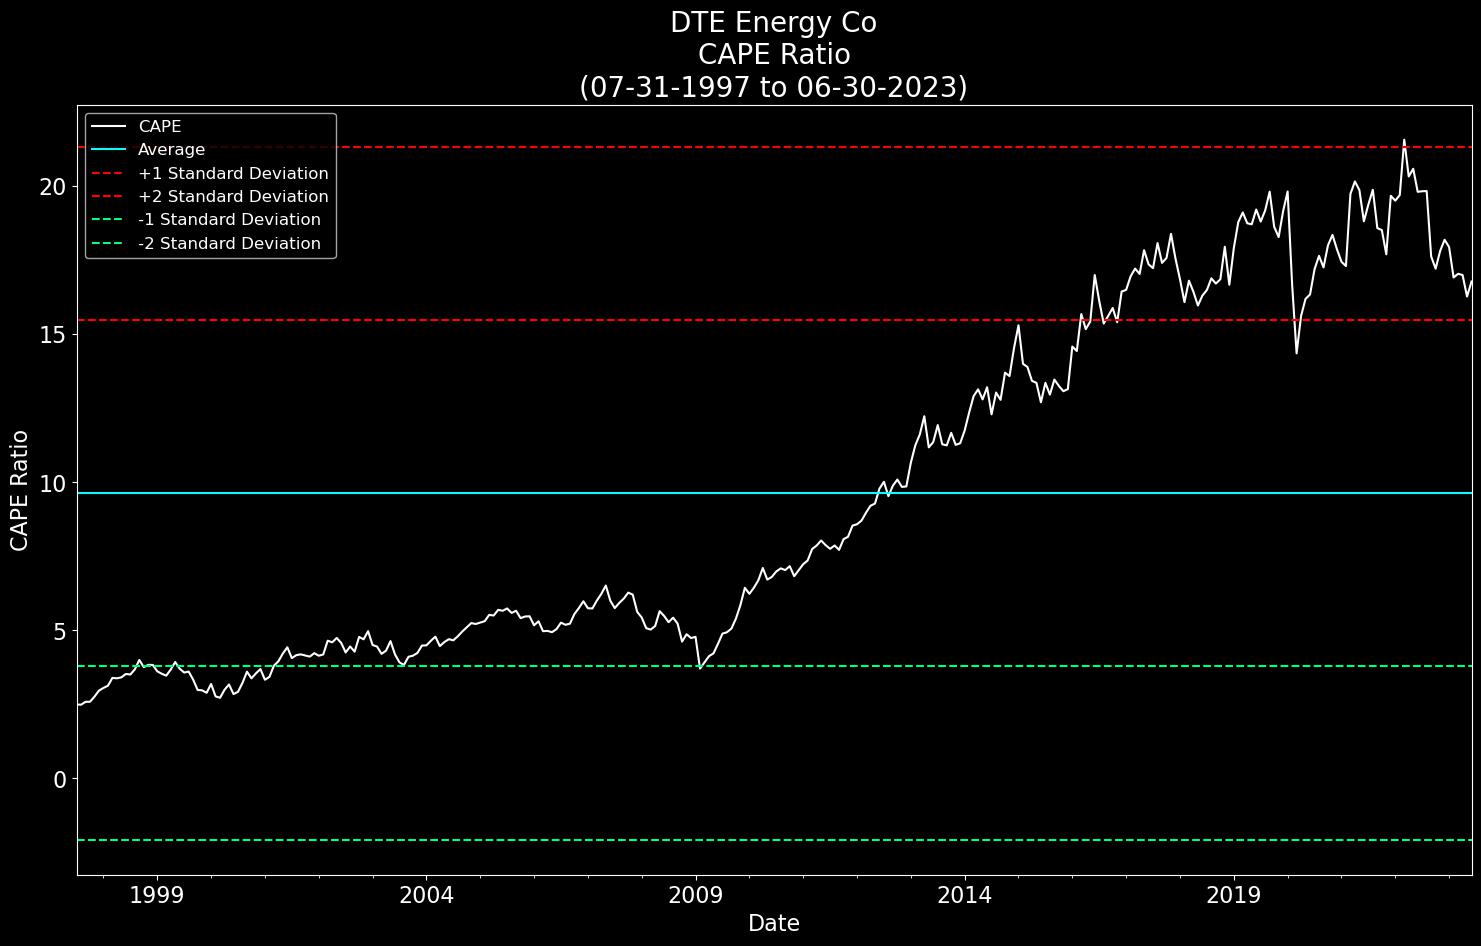 DTE Energy Co
CAPE Ratio
(07-31-1997 to 06-30-2023)
CAPE
Average
+1 Standard Deviation
+2 Standard Deviation
-1 Standard Deviation
-2 Standard Deviation
20
15
10
5
0
CAPE Ratio
1999
2004
2009
2014
2019
Date